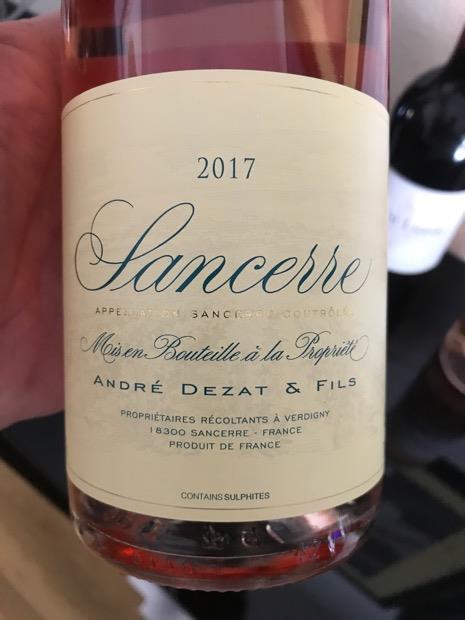 2017
Sancerre
APPELLATION SANCERRE CONTRÔLÉE
Mis en Bouteille à la Propriété
ANDRÉ DEZAT & FILS
PROPRIÉTAIRES RÉCOLTANTS À VERDIGNY
18300 SANCERRE - FRANCE
PRODUIT DE FRANCE
CONTAINS SULPHITES